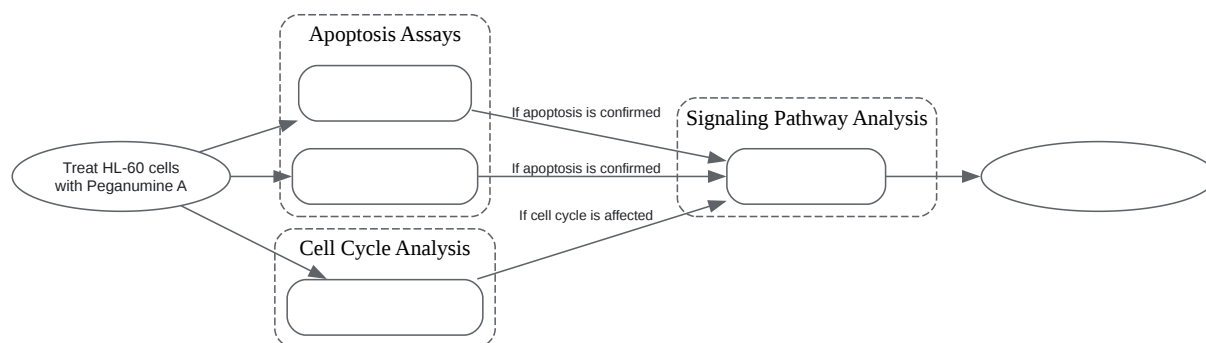 Apoptosis Assays
If apoptosis is confirmed
Signaling Pathway Analysis
Treat HL-60 cells
with Peganumine A
If apoptosis is confirmed
If cell cycle is affected
Cell Cycle Analysis